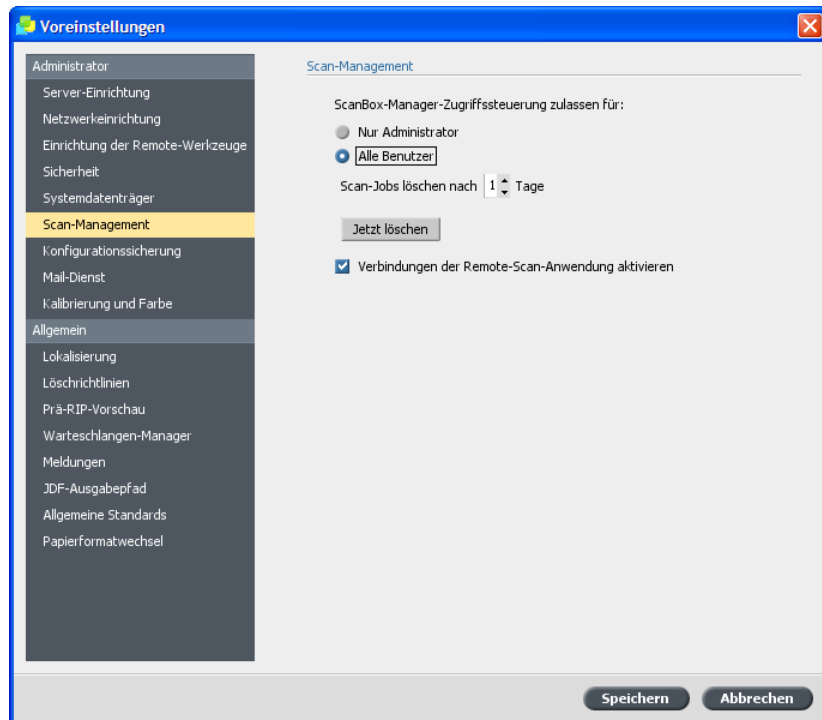 Voreinstellungen
Administrator
Server-Einrichtung
Netzwerkeinrichtung
Einrichtung der Remote-Werkzeuge
Sicherheit
Systemdatenträger
Scan-Management
Konfigurationssicherung
Mail-Dienst
Kalibrierung und Farbe
Allgemein
Lokalisierung
Löschrichtlinien
Prä-RIP-Vorschau
Warteschlangen-Manager
Meldungen
JDF-Ausgabepfad
Allgemeine Standards
Papierformatwechsel
Scan-Management
ScanBox-Manager-Zugriffssteuerung zulassen für:
Nur Administrator
Alle Benutzer
Scan-Jobs löschen nach 1 Tage
Jetzt löschen
Verbindungen der Remote-Scan-Anwendung aktivieren
Speichern Abbrechen